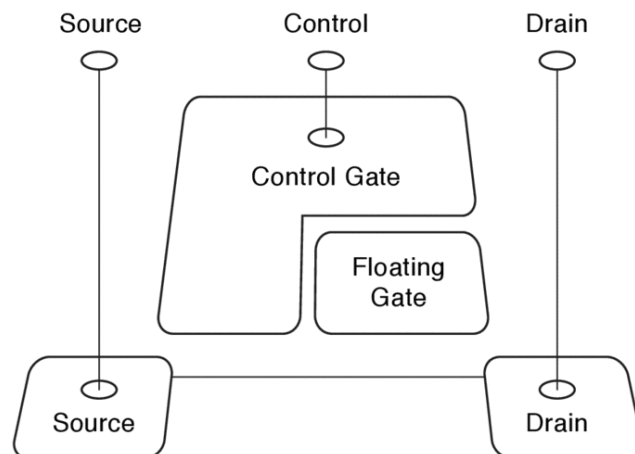 Source
Control
Drain
Control Gate
Floating
Gate
Source
Drain